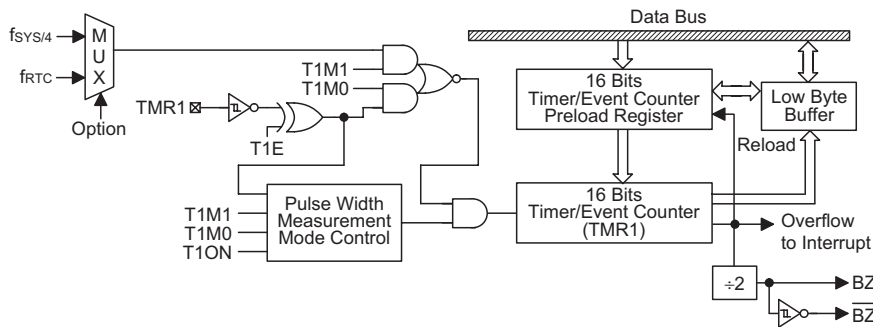 Data Bus
fSYS/4
fRTC
M
U
X
Option
T1M1
T1M0
TMR1
T1E
16 Bits
Timer/Event Counter
Preload Register
Low Byte
Buffer
Reload
T1M1
T1M0
T1ON
Pulse Width
Measurement
Mode Control
16 Bits
Timer/Event Counter
(TMR1)
Overflow
to Interrupt
÷2
BZ
BZ